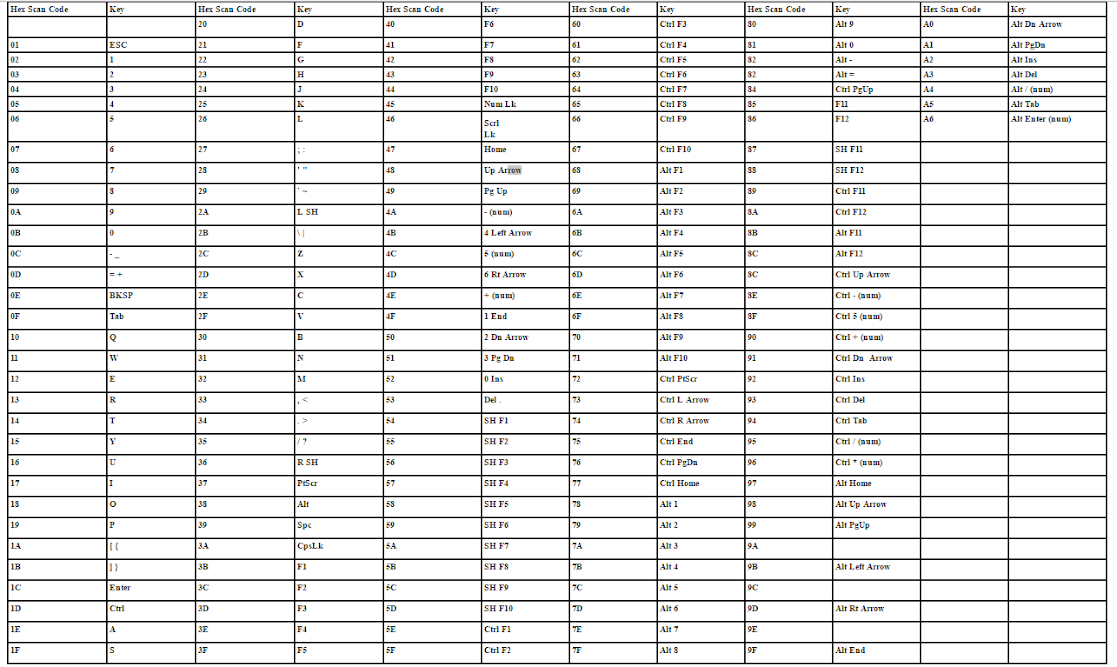 Hex Scan Code Key Hex Scan Code Key Hex Scan Code Key Hex Scan Code Key Hex Scan Code Key Hex Scan Code Key
20 D 40 F6 60 Ctrl F3 80 Alt 9 A0 Alt Dn Arrow
01 ESC 21 F 41 F7 61 Ctrl F4 81 Alt 0 A1 Alt PgDn
02 1 22 G 42 F8 62 Ctrl F5 82 Alt - A2 Alt Ins
03 2 23 H 43 F9 63 Ctrl F6 82 Alt = A3 Alt Del
04 3 24 J 44 F10 64 Ctrl F7 84 Ctrl PgUp A4 Alt / (num)
05 4 25 K 45 Num Lk 65 Ctrl F8 85 F11 A5 Alt Tab
06 5 26 L 46 Scrl Lk 66 Ctrl F9 86 F12 A6 Alt Enter (num)
07 6 27 ; : 47 Home 67 Ctrl F10 87 SH F11
08 7 28 ' " 48 Up Arrow 68 Alt F1 88 SH F12
09 8 29 ` ~ 49 Pg Up 69 Alt F2 89 Ctrl F11
0A 9 2A L SH 4A - (num) 6A Alt F3 8A Ctrl F12
0B 0 2B \ | 4B 4 Left Arrow 6B Alt F4 8B Alt F11
0C - _ 2C Z 4C 5 (num) 6C Alt F5 8C Alt F12
0D = + 2D X 4D 6 Rt Arrow 6D Alt F6 8C Ctrl Up Arrow
0E BKSP 2E C 4E + (num) 6E Alt F7 8E Ctrl - (num)
0F Tab 2F V 4F 1 End 6F Alt F8 8F Ctrl 5 (num)
10 Q 30 B 50 2 Dn Arrow 70 Alt F9 90 Ctrl + (num)
11 W 31 N 51 3 Pg Dn 71 Alt F10 91 Ctrl Dn Arrow
12 E 32 M 52 0 Ins 72 Ctrl PtScr 92 Ctrl Ins
13 R 33 , < 53 Del . 73 Ctrl L Arrow 93 Ctrl Del
14 T 34 . > 54 SH F1 74 Ctrl R Arrow 94 Ctrl Tab
15 Y 35 / ? 55 SH F2 75 Ctrl End 95 Ctrl / (num)
16 U 36 R SH 56 SH F3 76 Ctrl PgDn 96 Ctrl * (num)
17 I 37 PtScr 57 SH F4 77 Ctrl Home 97 Alt Home
18 O 38 Alt 58 SH F5 78 Alt 1 98 Alt Up Arrow
19 P 39 Spc 59 SH F6 79 Alt 2 99 Alt PgUp
1A [ { 3A CpsLk 5A SH F7 7A Alt 3 9A
1B ] } 3B F1 5B SH F8 7B Alt 4 9B Alt Left Arrow
1C Enter 3C F2 5C SH F9 7C Alt 5 9C
1D Ctrl 3D F3 5D SH F10 7D Alt 6 9D Alt Rt Arrow
1E A 3E F4 5E Ctrl F1 7E Alt 7 9E
1F S 3F F5 5F Ctrl F2 7F Alt 8 9F Alt End